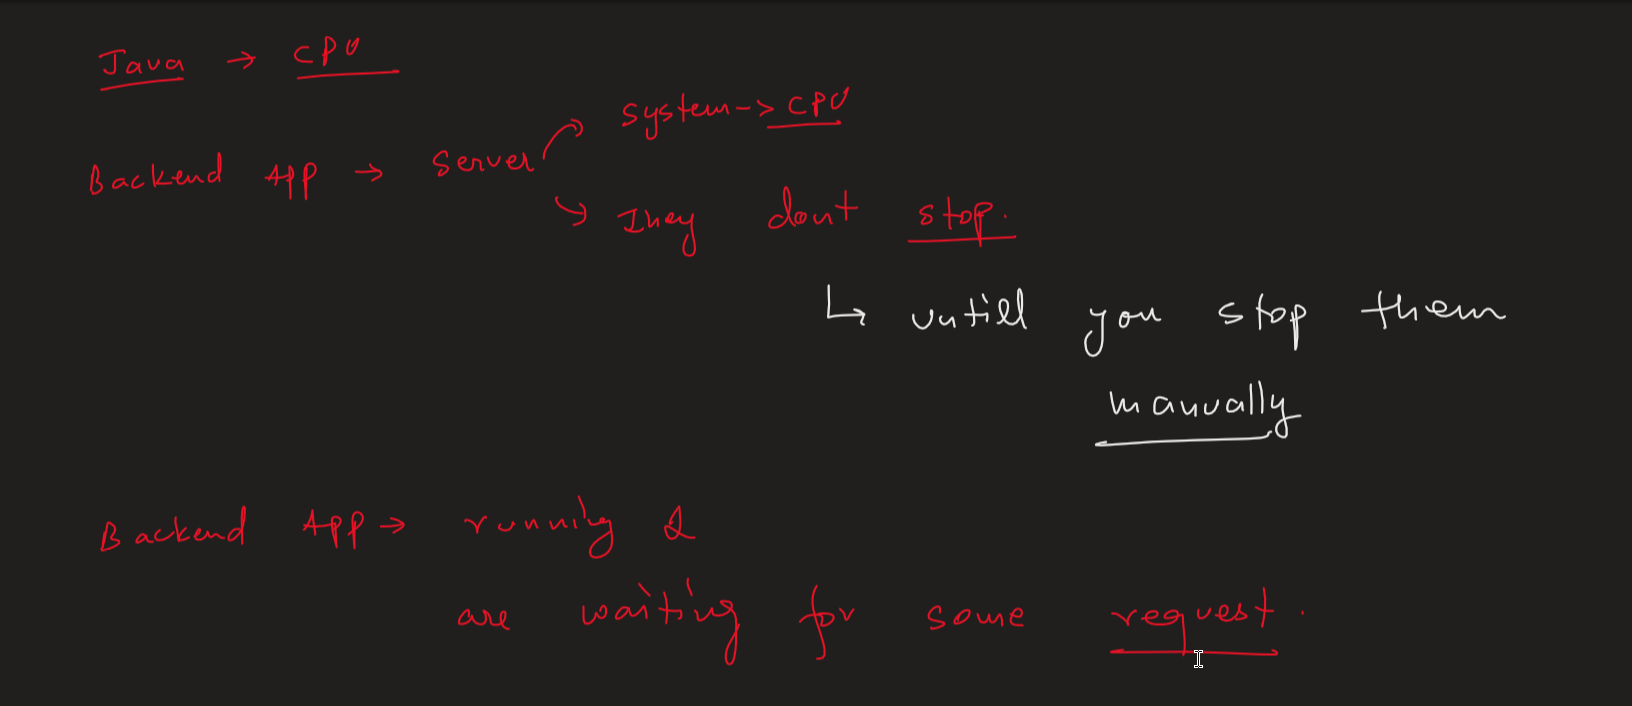 Java → CPU
System -> CPU
Backend App → Server
They dont stop.
↳ untill you stop them
manually
Backend App → running &
are waiting for some request.